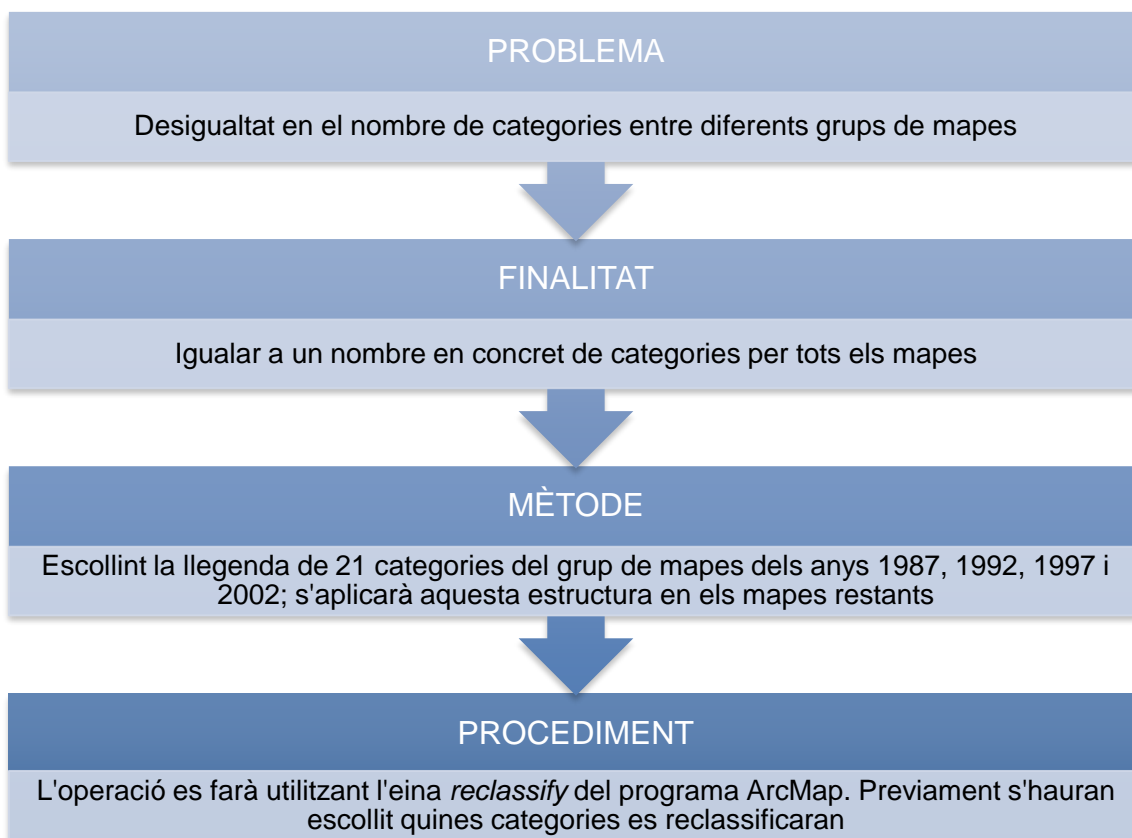 PROBLEMA
Desigualtat en el nombre de categories entre diferents grups de mapes
FINALITAT
Igualar a un nombre en concret de categories per tots els mapes
MÈTODE
Escollint la llegenda de 21 categories del grup de mapes dels anys 1987, 1992, 1997 i
2002; s'aplicarà aquesta estructura en els mapes restants
PROCEDIMENT
L'operació es farà utilitzant l'eina reclassify del programa ArcMap. Previament s'hauran
escollit quines categories es reclassificaran